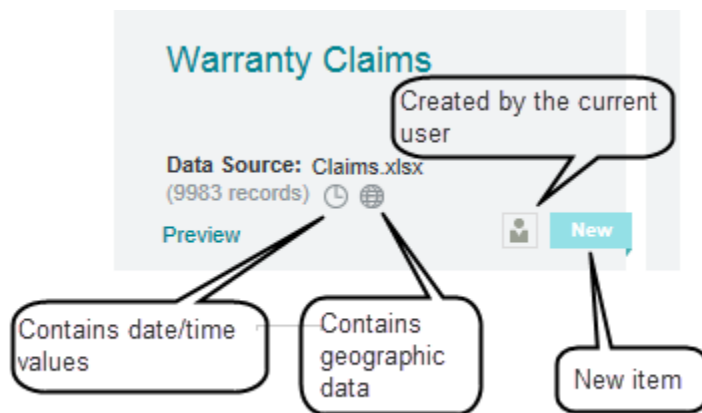 Warranty Claims
Created by the current
user
Data Source: Claims.xlsx
(9983 records)
Preview
New
Contains date/time
values
Contains
geographic
data
New item